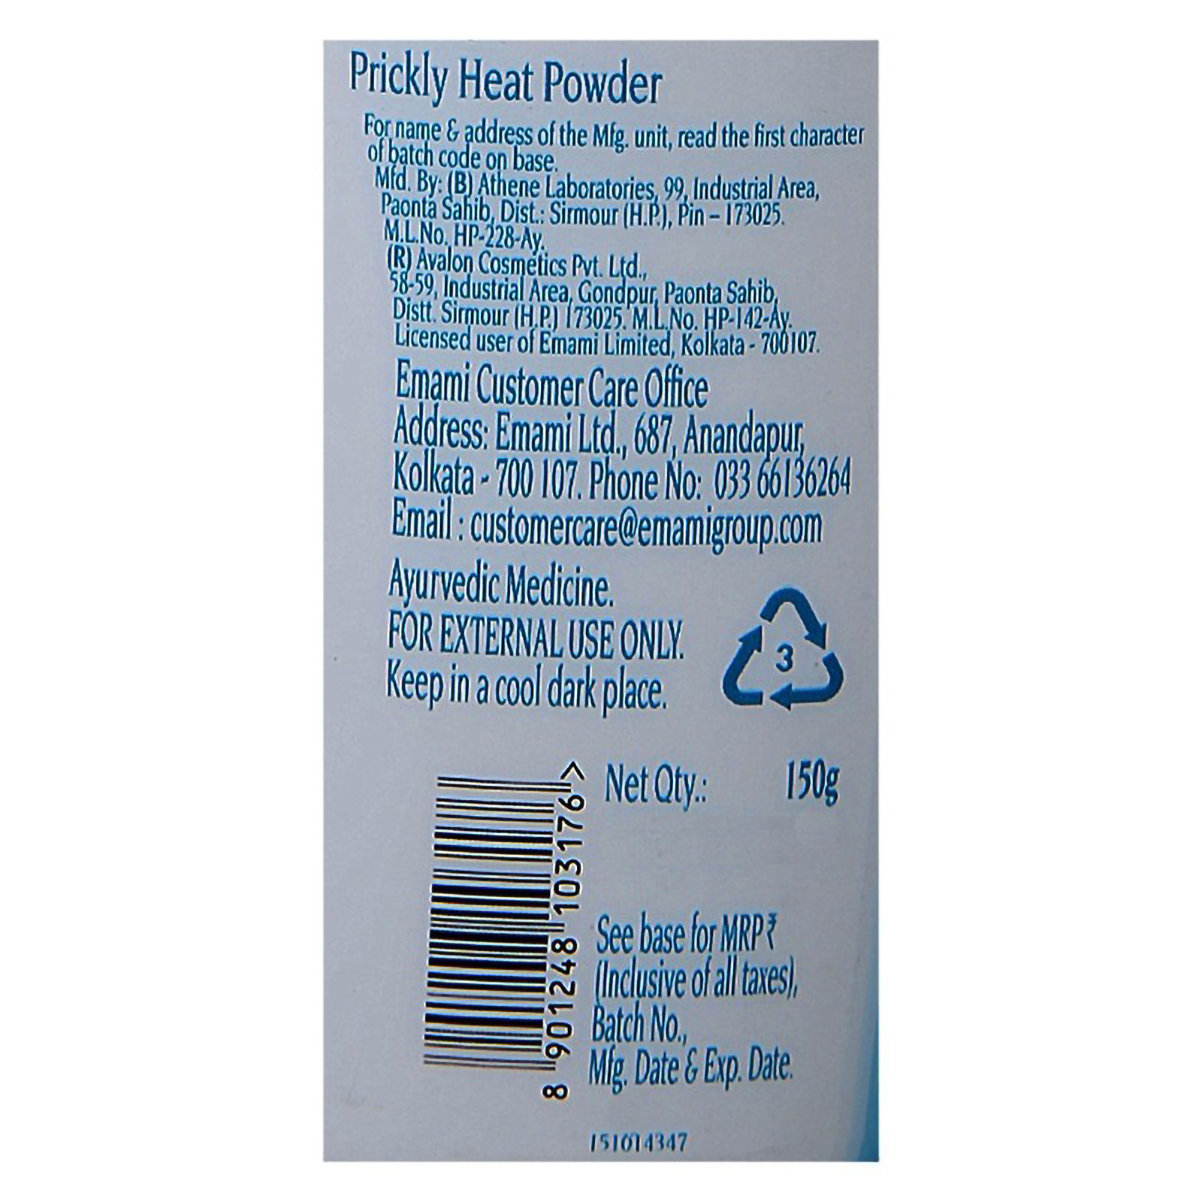 Prickly Heat Powder
For name & address of the Mfg. unit, read the first character
of batch code on base.
Mfd. By: (B) Athene Laboratories, 99, Industrial Area,
Paonta Sahib, Dist.: Sirmour (H.P.), Pin – 173025.
M.L.No. HP-228-Ay.
(R) Avalon Cosmetics Pvt. Ltd.,
58-59, Industrial Area, Gondpur, Paonta Sahib,
Distt. Sirmour (H.P.) 173025. M.L.No. HP-142-Ay.
Licensed user of Emami Limited, Kolkata - 700107.
Emami Customer Care Office
Address: Emami Ltd., 687, Anandapur,
Kolkata - 700 107. Phone No: 033 66136264
Email : customercare@emamigroup.com
Ayurvedic Medicine.
FOR EXTERNAL USE ONLY.
Keep in a cool dark place.
3
Net Qty.: 150g
8 901248 103176 >
See base for MRP ₹
(Inclusive of all taxes),
Batch No.,
Mfg. Date & Exp. Date.
151014347